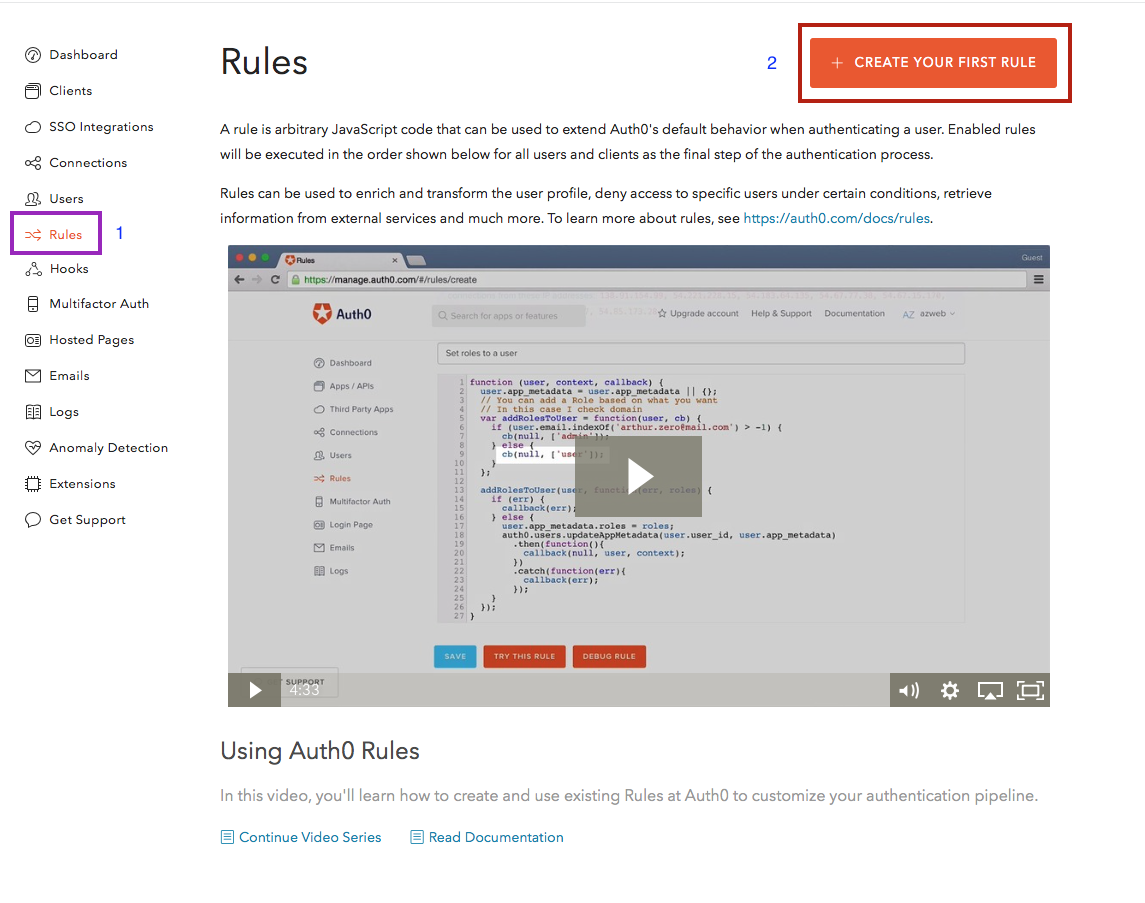 Dashboard
Clients
SSO Integrations
Connections
Users
Rules
1
Hooks
Multifactor Auth
Hosted Pages
Emails
Logs
Anomaly Detection
Extensions
Get Support
Rules
2
+ CREATE YOUR FIRST RULE
A rule is arbitrary JavaScript code that can be used to extend Auth0's default behavior when authenticating a user. Enabled rules
will be executed in the order shown below for all users and clients as the final step of the authentication process.
Rules can be used to enrich and transform the user profile, deny access to specific users under certain conditions, retrieve
information from external services and much more. To learn more about rules, see https://auth0.com/docs/rules.
Rules
Guest
https://manage.auth0.com/#/rules/create
Auth0
Search for apps or features
Upgrade account
Help & Support
Documentation
AZ azweb
Dashboard
Apps / APIs
Third Party Apps
Connections
Users
Rules
Multifactor Auth
Login Page
Emails
Logs
Set roles to a user
1 function (user, context, callback) {
2 user.app_metadata = user.app_metadata || {};
3 // You can add a Role based on what you want
4 // In this case I check domain
5 var addRolesToUser = function(user, cb) {
6 if (user.email.indexOf('arthur.zero@mail.com') > -1) {
7 cb(null, ['admin']);
8 } else {
9 cb(null, ['user']);
10 }
11 };
12
13 addRolesToUser(user, function(err, roles) {
14 if (err) {
15 callback(err);
16 } else {
17 user.app_metadata.roles = roles;
18 auth0.users.updateAppMetadata(user.user_id, user.app_metadata)
19 .then(function(){
20 callback(null, user, context);
21 })
22 .catch(function(err){
23 callback(err);
24 });
25 }
26 });
27 }
SAVE
TRY THIS RULE
DEBUG RULE
SUPPORT
4:33
Using Auth0 Rules
In this video, you'll learn how to create and use existing Rules at Auth0 to customize your authentication pipeline.
Continue Video Series
Read Documentation